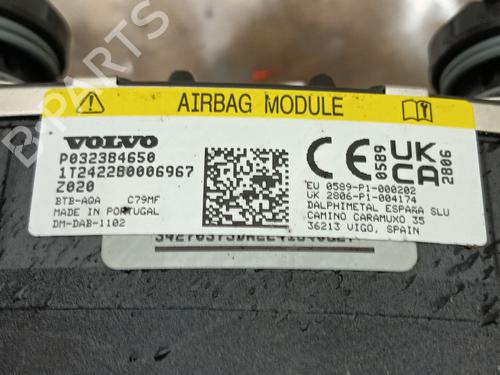 AIRBAG MODULE
VOLVO
P032384650
1T242280006967
Z020
BTB-AQA C79MF
MADE IN PORTUGAL
DM-DAB-1102
CE 0589
UK CA 2806
EU 0589-P1-000202
UK 2806-P1-004174
DALPHIMETAL ESPAÑA SLU
CAMINO CARAMUXO 35
36213 VIGO, SPAIN
B-PARTS